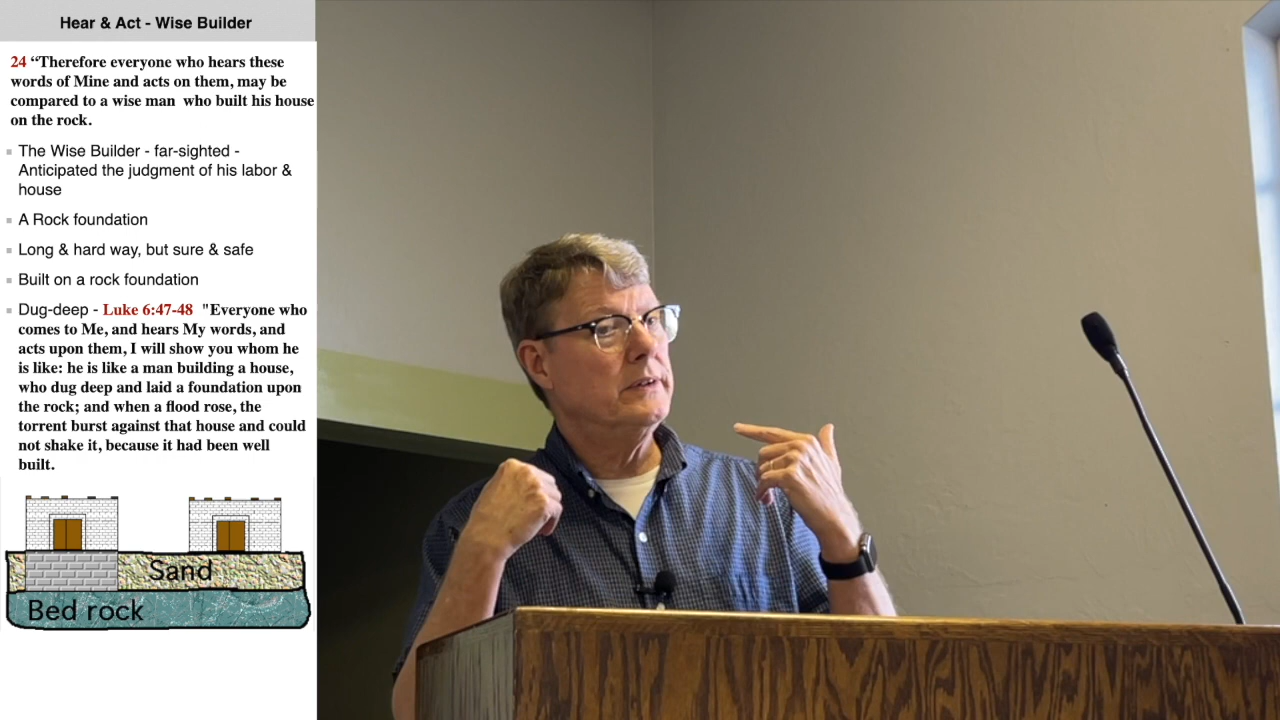 Hear & Act - Wise Builder
24 “Therefore everyone who hears these
words of Mine and acts on them, may be
compared to a wise man who built his house
on the rock.
The Wise Builder - far-sighted -
Anticipated the judgment of his labor &
house
A Rock foundation
Long & hard way, but sure & safe
Built on a rock foundation
Dug-deep - Luke 6:47-48 "Everyone who
comes to Me, and hears My words, and
acts upon them, I will show you whom he
is like: he is like a man building a house,
who dug deep and laid a foundation upon
the rock; and when a flood rose, the
torrent burst against that house and could
not shake it, because it had been well
built.
Sand
Bed rock